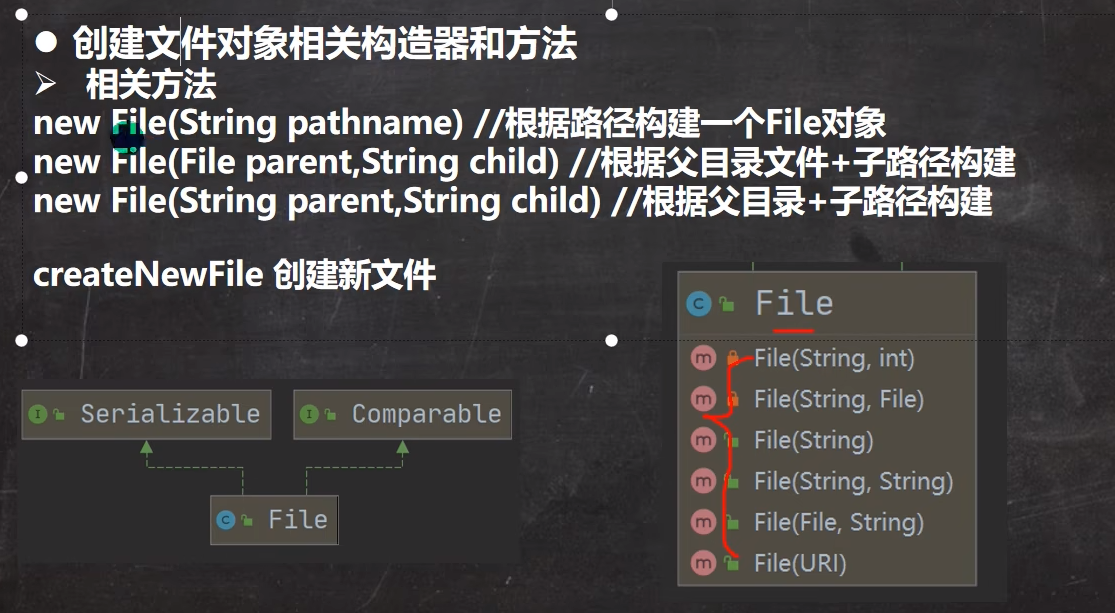 ● 创建文件对象相关构造器和方法
➢ 相关方法
new File(String pathname) //根据路径构建一个File对象
new File(File parent,String child) //根据父目录文件+子路径构建
new File(String parent,String child) //根据父目录+子路径构建
createNewFile 创建新文件
I Serializable
I Comparable
C File
C File
m File(String, int)
m File(String, File)
m File(String)
m File(String, String)
m File(File, String)
m File(URI)